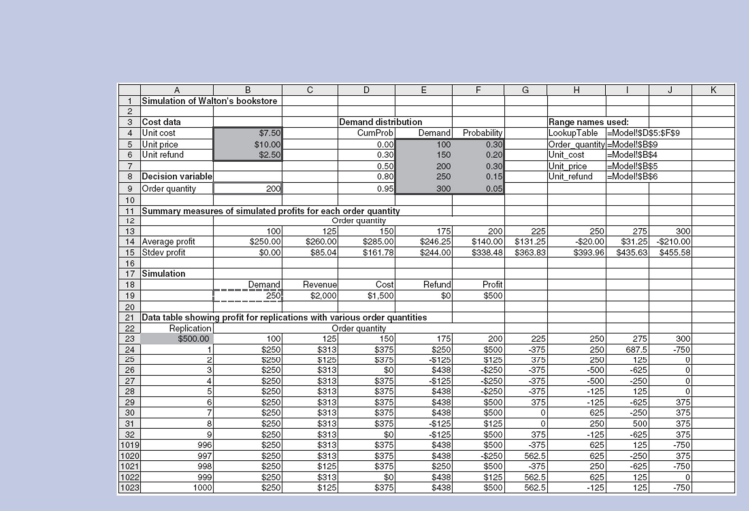 A B C D E F G H I J K
1 Simulation of Walton's bookstore
2
3 Cost data Demand distribution Range names used:
4 Unit cost $7.50 CumProb Demand Probability LookupTable =Model!$D$5:$F$9
5 Unit price $10.00 0.00 100 0.30 Order_quantity =Model!$B$9
6 Unit refund $2.50 0.30 150 0.20 Unit_cost =Model!$B$4
7 0.50 200 0.30 Unit_price =Model!$B$5
8 Decision variable 0.80 250 0.15 Unit_refund =Model!$B$6
9 Order quantity 200 0.95 300 0.05
10
11 Summary measures of simulated profits for each order quantity
12 Order quantity
13 100 125 150 175 200 225 250 275 300
14 Average profit $250.00 $260.00 $285.00 $246.25 $140.00 $131.25 -$20.00 $31.25 -$210.00
15 Stdev profit $0.00 $85.04 $161.78 $244.00 $338.48 $363.83 $393.96 $435.63 $455.58
16
17 Simulation
18 Demand Revenue Cost Refund Profit
19 250 $2,000 $1,500 $0 $500
20
21 Data table showing profit for replications with various order quantities
22 Replication Order quantity
23 $500.00 100 125 150 175 200 225 250 275 300
24 1 $250 $313 $375 $250 $500 -375 250 687.5 -750
25 2 $250 $125 $375 -$125 $125 375 250 125 0
26 3 $250 $313 $0 $438 -$250 -375 -500 -625 0
27 4 $250 $313 $375 -$125 $250 -375 -500 -250 0
28 5 $250 $313 $375 $438 -$250 -375 -125 125 0
29 6 $250 $313 $375 $438 $500 375 -125 -625 375
30 7 $250 $313 $375 $438 $500 0 625 -250 375
31 8 $250 $313 $375 -$125 $125 0 250 500 375
32 9 $250 $313 $0 -$125 $500 375 -125 -625 375
1019 996 $250 $313 $375 $438 $500 -375 625 125 -750
1020 997 $250 $313 $375 $438 -$250 562.5 625 -250 375
1021 998 $250 $125 $375 $250 $500 -375 250 -625 -750
1022 999 $250 $313 $0 $438 $125 562.5 625 125 0
1023 1000 $250 $125 $375 $438 $500 562.5 -125 125 -750